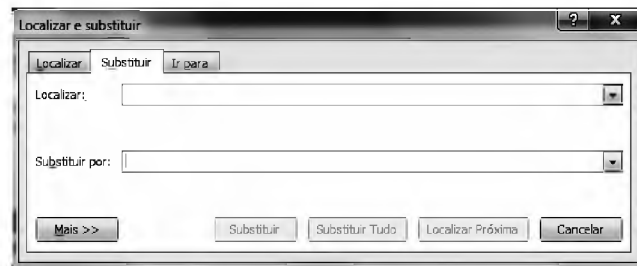 Localizar e substituir
Localizar Substituir Ir para
Localizar:
Substituir por:
Mais >> Substituir Substituir Tudo Localizar Próxima Cancelar